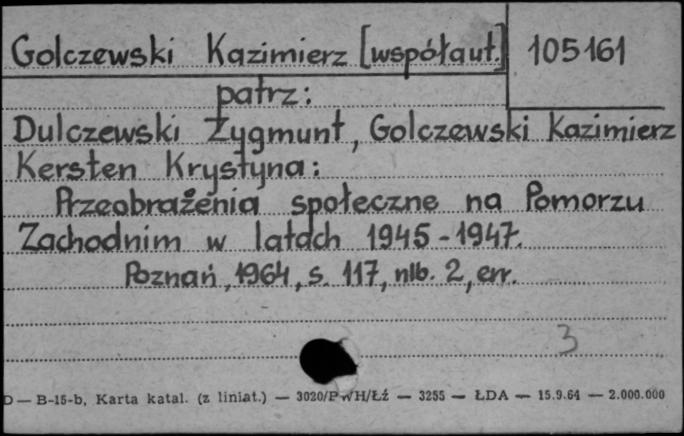 Golczewski Kazimierz [współaut.] 105161
patrz:
Dulczewski Zygmunt, Golczewski Kazimierz
Kersten Krystyna:
Przeobrażenia społeczne na Pomorzu
Zachodnim w latach 1945-1947.
Poznań, 1964, s. 117, nlb. 2, err.
3
D — B-15-b, Karta katal. (z liniat.) — 3020/PWH/Łź — 3255 — ŁDA — 15.9.64 — 2.000.000